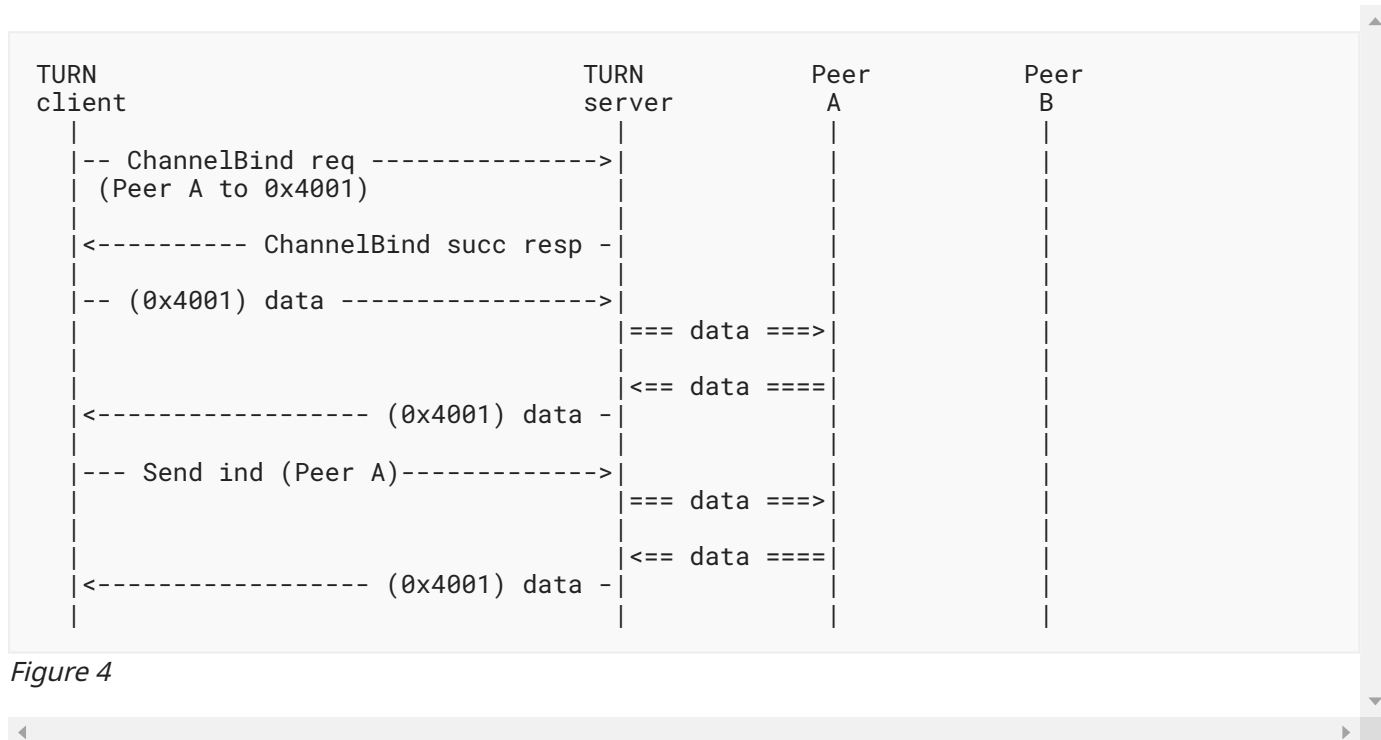 TURN                                 TURN           Peer          Peer
client                               server          A             B
  |                                    |             |             |
  |-- ChannelBind req --------------->|             |             |
  | (Peer A to 0x4001)                 |             |             |
  |                                    |             |             |
  |<---------- ChannelBind succ resp -|             |             |
  |                                    |             |             |
  |-- (0x4001) data ----------------->|             |             |
  |                                    |=== data ===>|             |
  |                                    |             |             |
  |                                    |<== data ====|             |
  |<------------------ (0x4001) data -|             |             |
  |                                    |             |             |
  |--- Send ind (Peer A)------------->|             |             |
  |                                    |=== data ===>|             |
  |                                    |             |             |
  |                                    |<== data ====|             |
  |<------------------ (0x4001) data -|             |             |
  |                                    |             |             |
Figure 4